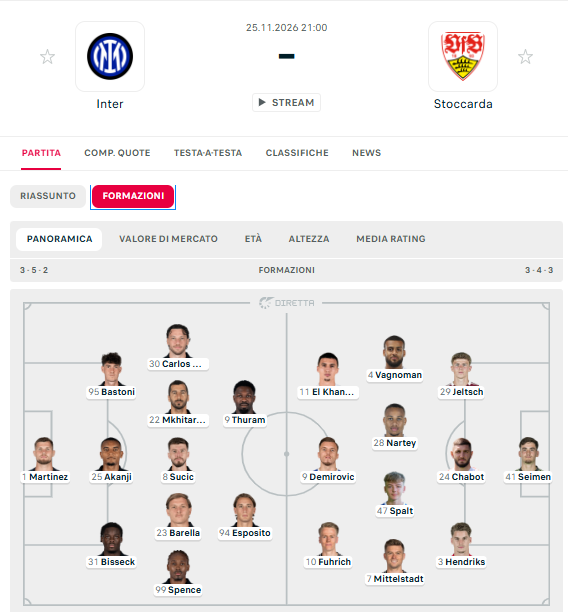 25.11.2026 21:00
-
Inter
STREAM
Stoccarda
PARTITA COMP. QUOTE TESTA-A-TESTA CLASSIFICHE NEWS
RIASSUNTO FORMAZIONI
PANORAMICA VALORE DI MERCATO ETÀ ALTEZZA MEDIA RATING
3 - 5 - 2 FORMAZIONI 3 - 4 - 3
DIRETTA
30 Carlos ...
4 Vagnoman
95 Bastoni
11 El Khan...
29 Jeltsch
22 Mkhitar...
9 Thuram
28 Nartey
1 Martinez
25 Akanji
8 Sucic
9 Demirovic
24 Chabot
41 Seimen
47 Spalt
23 Barella
94 Esposito
31 Bisseck
10 Fuhrich
3 Hendriks
7 Mittelstadt
99 Spence